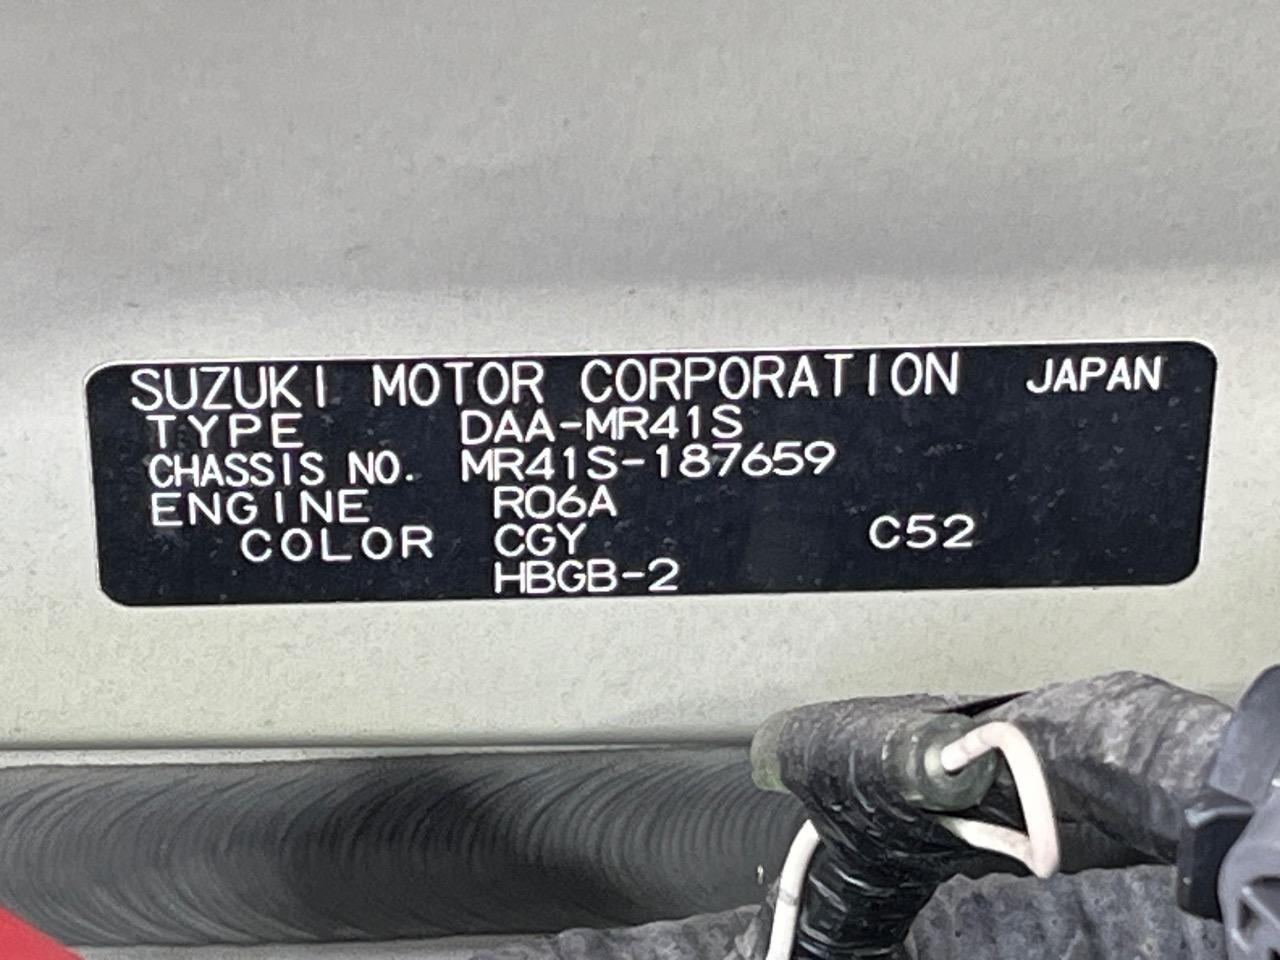 SUZUKI MOTOR CORPORATION JAPAN
TYPE DAA-MR41S
CHASSIS NO. MR41S-187659
ENGINE R06A
COLOR CGY C52
HBGB-2